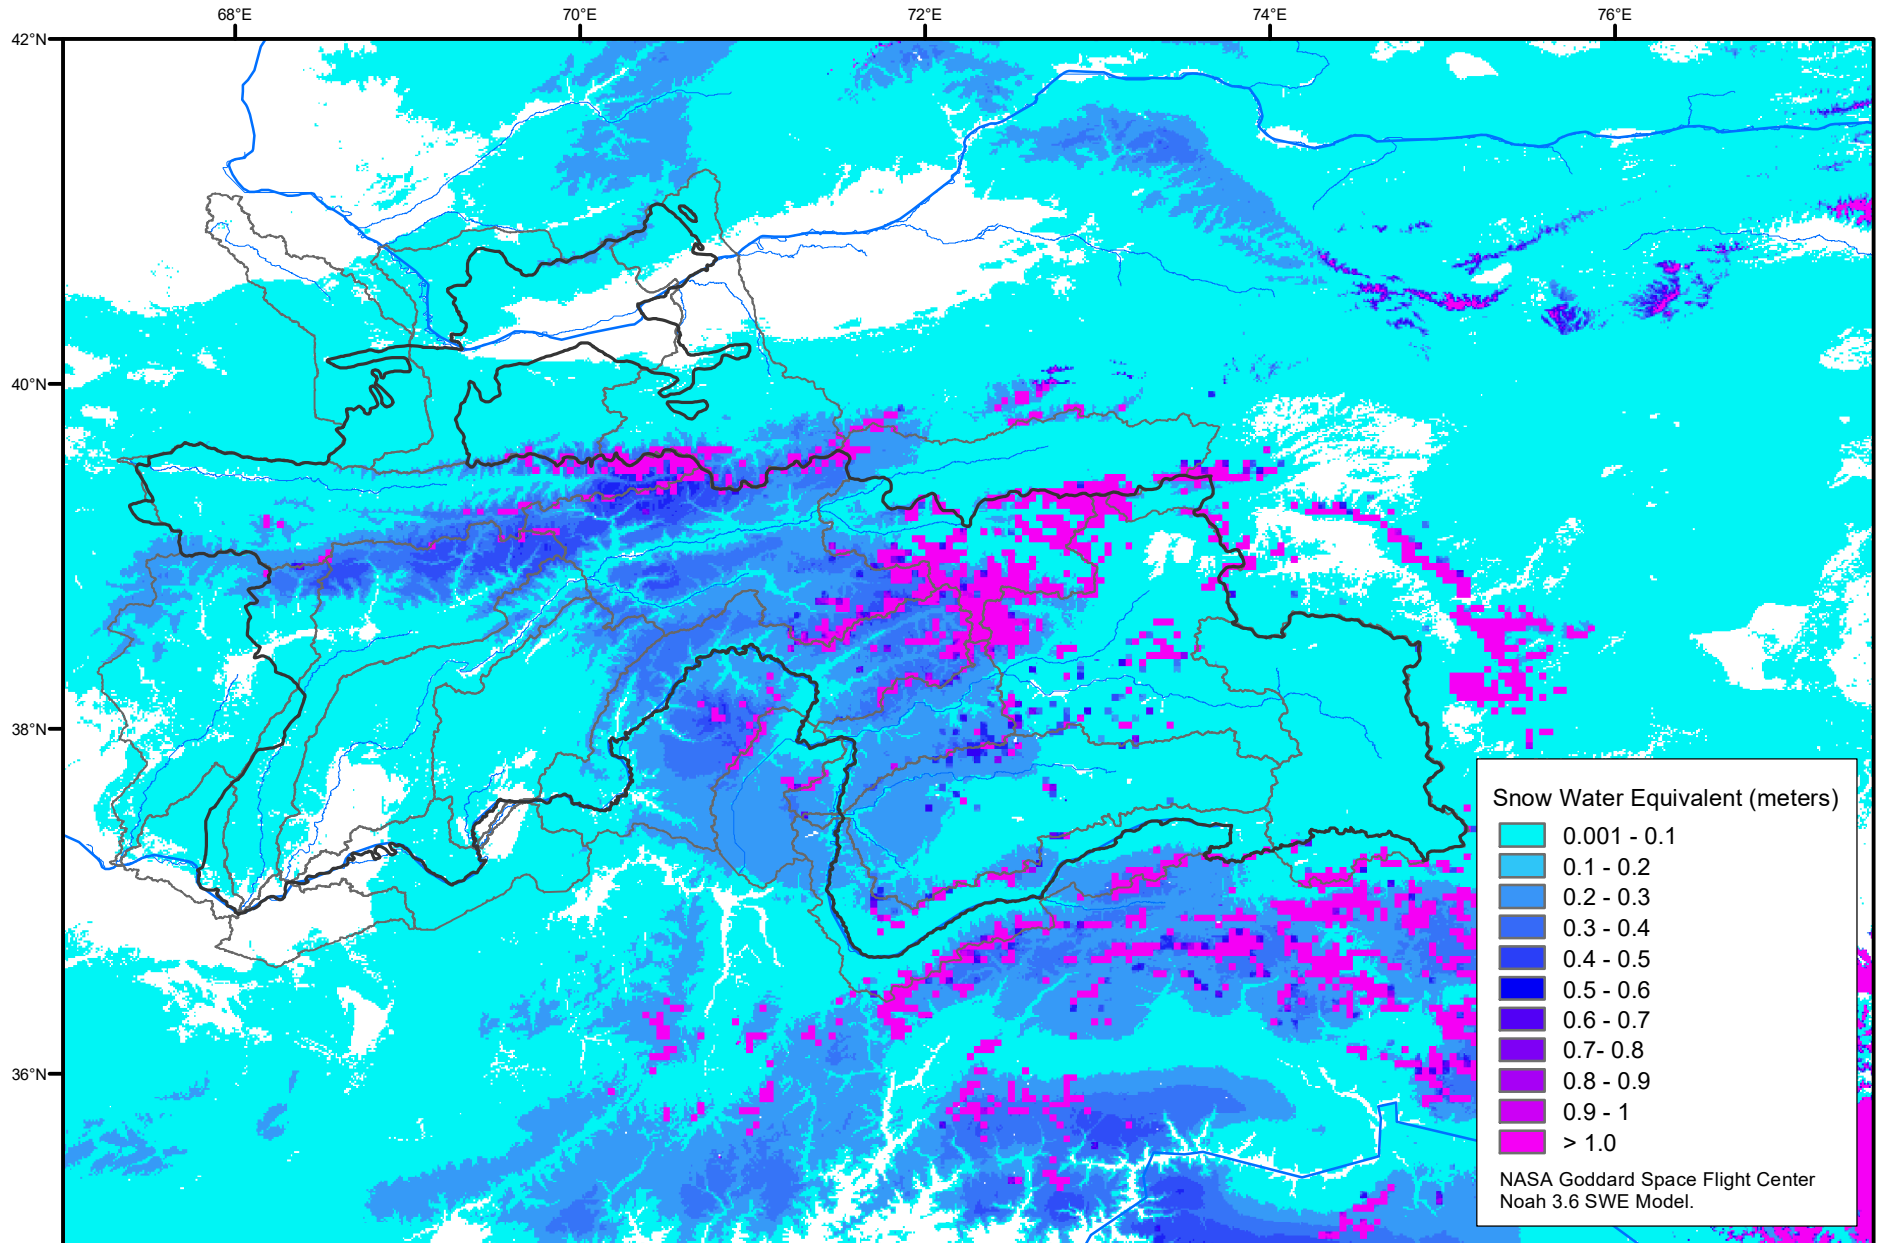 68°E 70°E 72°E 74°E 76°E
42°N
40°N
38°N
36°N
Snow Water Equivalent (meters)
0.001 - 0.1
0.1 - 0.2
0.2 - 0.3
0.3 - 0.4
0.4 - 0.5
0.5 - 0.6
0.6 - 0.7
0.7- 0.8
0.8 - 0.9
0.9 - 1
> 1.0
NASA Goddard Space Flight Center
Noah 3.6 SWE Model.